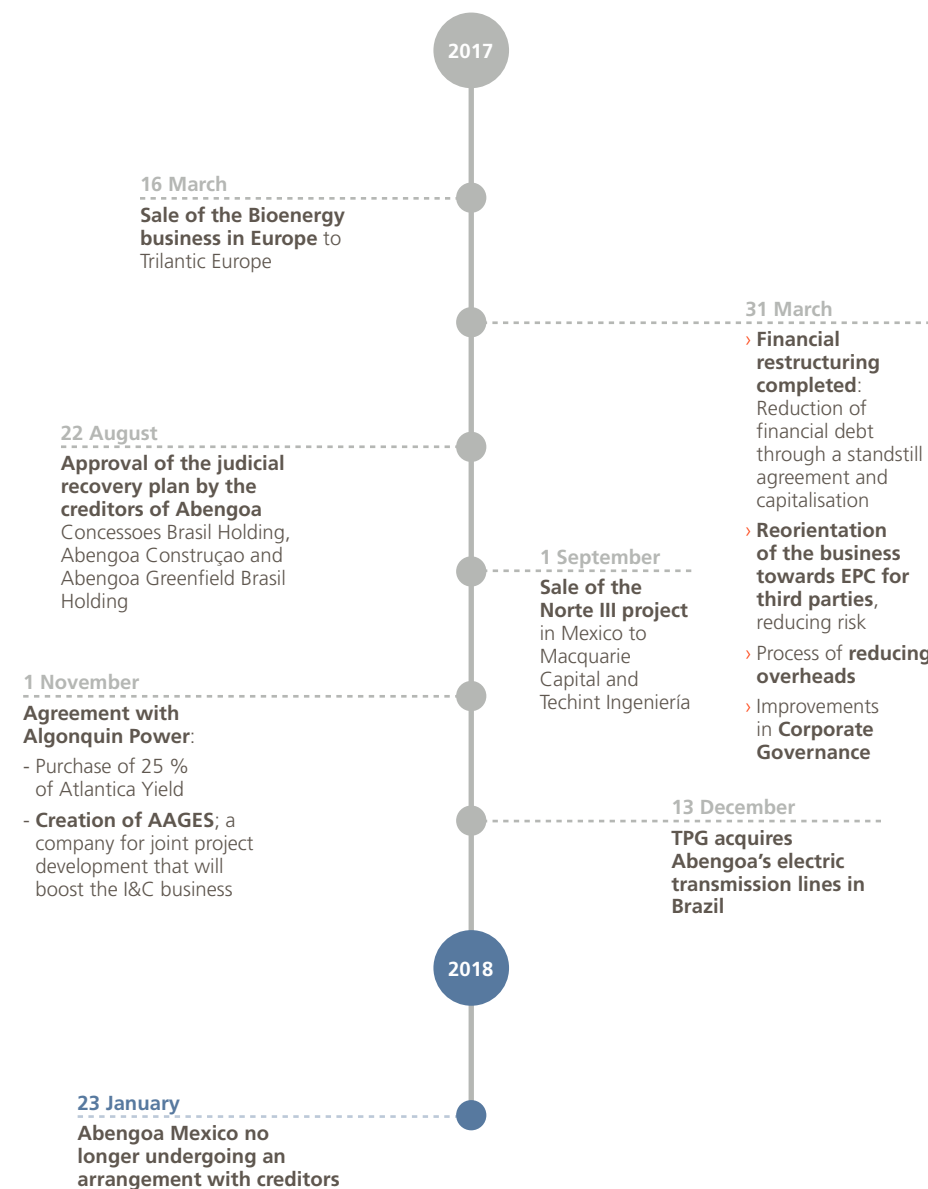 2017
16 March
Sale of the Bioenergy
business in Europe to
Trilantic Europe
31 March
› Financial
restructuring
completed:
Reduction of
financial debt
through a standstill
agreement and
capitalisation
› Reorientation
of the business
towards EPC for
third parties,
reducing risk
› Process of reducing
overheads
› Improvements
in Corporate
Governance
22 August
Approval of the judicial
recovery plan by the
creditors of Abengoa
Concessoes Brasil Holding,
Abengoa Construçao and
Abengoa Greenfield Brasil
Holding
1 September
Sale of the
Norte III project
in Mexico to
Macquarie
Capital and
Techint Ingeniería
1 November
Agreement with
Algonquin Power:
- Purchase of 25 %
of Atlantica Yield
- Creation of AAGES; a
company for joint project
development that will
boost the I&C business
13 December
TPG acquires
Abengoa’s electric
transmission lines in
Brazil
2018
23 January
Abengoa Mexico no
longer undergoing an
arrangement with creditors